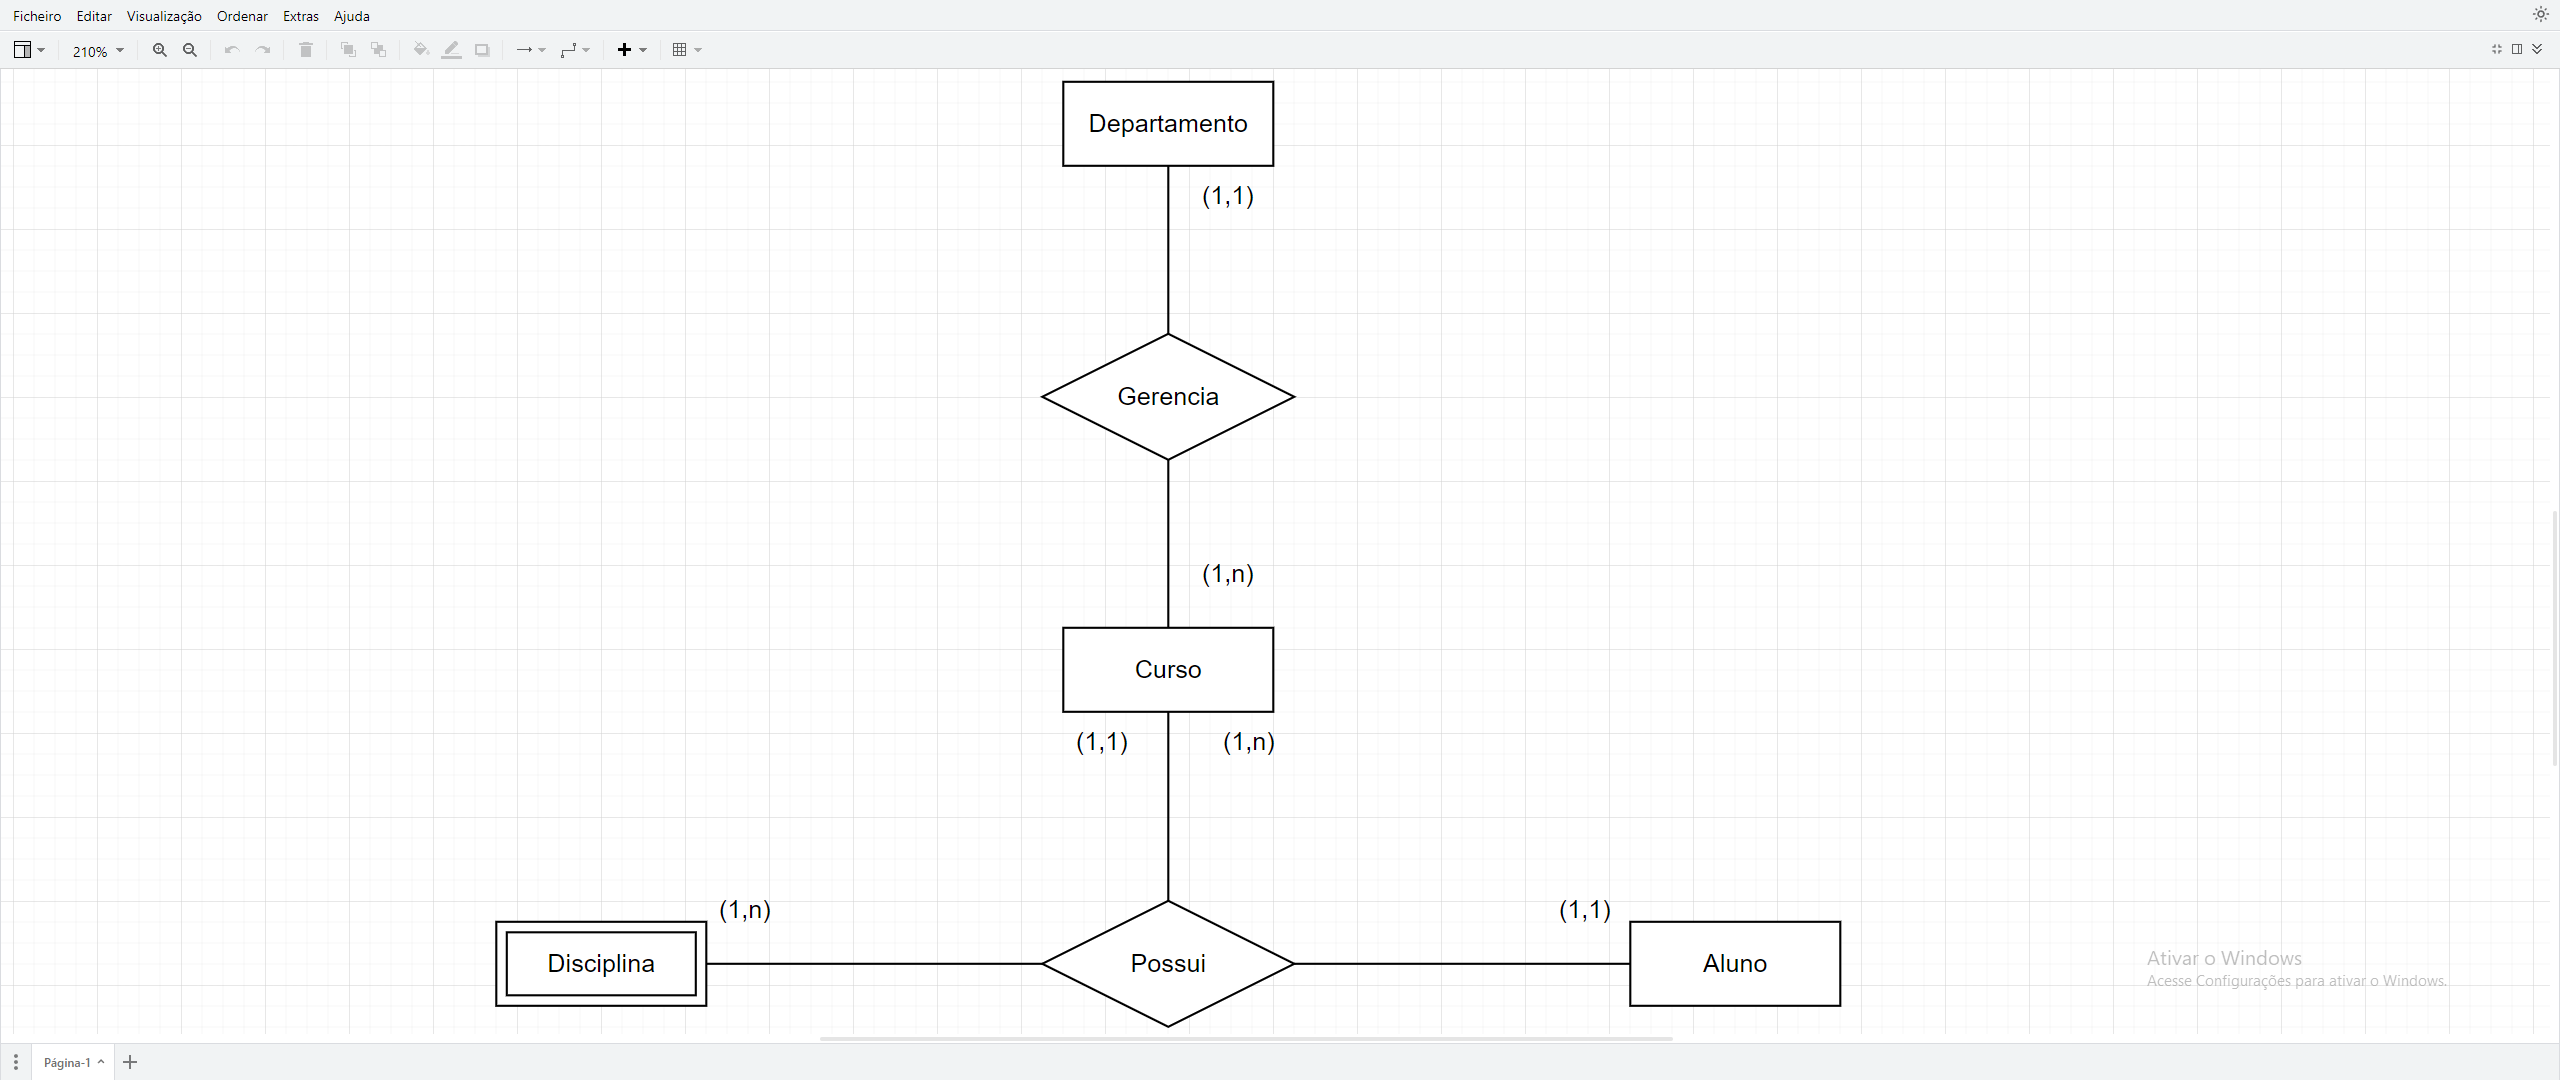 Ficheiro Editar Visualização Ordenar Extras Ajuda
210%
Departamento
(1,1)
Gerencia
(1,n)
Curso
(1,1) (1,n)
(1,n) (1,1)
Disciplina Possui Aluno
Ativar o Windows
Acesse Configurações para ativar o Windows.
Página-1